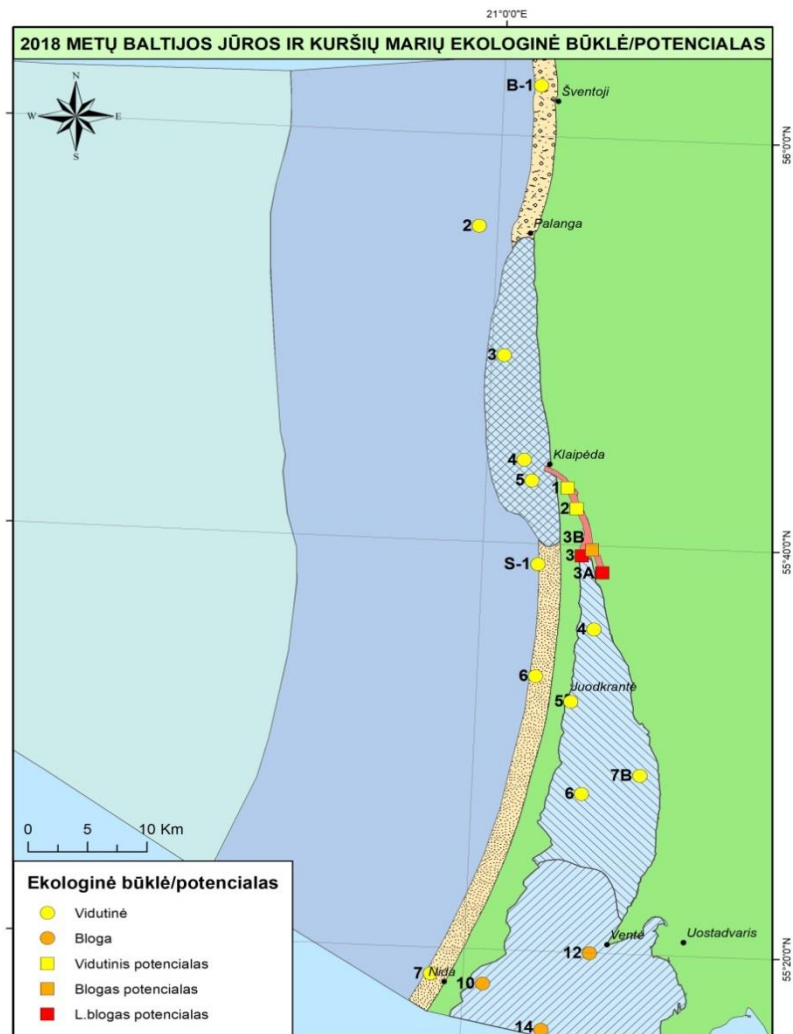 21°0'0"E
2018 METŲ BALTIJOS JŪROS IR KURŠIŲ MARIŲ EKOLOGINĖ BŪKLĖ/POTENCIALAS
N
W E
S
B-1
Šventoji
56°0'0"N
2
Palanga
3
Klaipėda
4
5
1
2
3B
55°40'0"N
3
S-1
3A
4
6
Juodkrantė
5
7B
6
0 5 10 Km
Ekologinė būklė/potencialas
Vidutinė
Bloga
Vidutinis potencialas
Blogas potencialas
L.blogas potencialas
Ventė
Uostadvaris
12
55°20'0"N
7
Nida
10
14